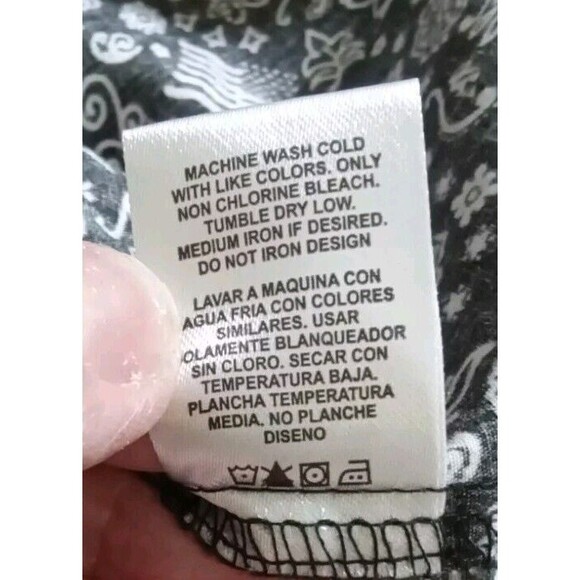 MACHINE WASH COLD
WITH LIKE COLORS. ONLY
NON CHLORINE BLEACH.
TUMBLE DRY LOW.
MEDIUM IRON IF DESIRED.
DO NOT IRON DESIGN
LAVAR A MAQUINA CON
AGUA FRIA CON COLORES
SIMILARES. USAR
OLAMENTE BLANQUEADOR
SIN CLORO. SECAR CON
TEMPERATURA BAJA.
PLANCHA TEMPERATURA
MEDIA. NO PLANCHE
DISENO